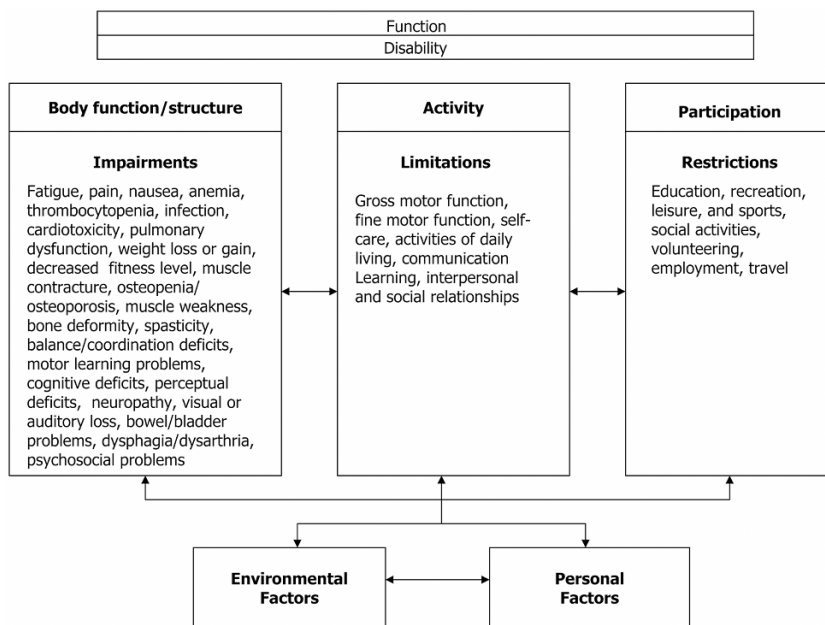 Function
Disability
Body function/structure
Impairments
Fatigue, pain, nausea, anemia,
thrombocytopenia, infection,
cardiotoxicity, pulmonary
dysfunction, weight loss or gain,
decreased fitness level, muscle
contracture, osteopenia/
osteoporosis, muscle weakness,
bone deformity, spasticity,
balance/coordination deficits,
motor learning problems,
cognitive deficits, perceptual
deficits, neuropathy, visual or
auditory loss, bowel/bladder
problems, dysphagia/dysarthria,
psychosocial problems
Activity
Limitations
Gross motor function,
fine motor function, self-
care, activities of daily
living, communication
Learning, interpersonal
and social relationships
Participation
Restrictions
Education, recreation,
leisure, and sports,
social activities,
volunteering,
employment, travel
Environmental
Factors
Personal
Factors